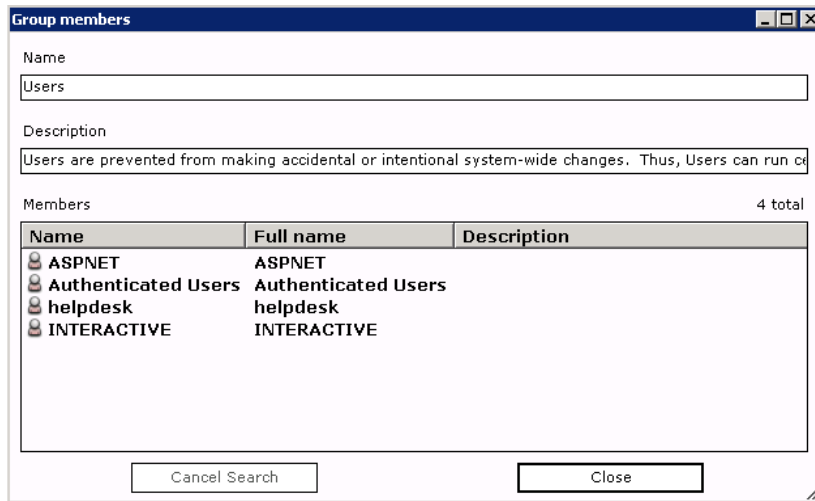 Group members
Name
Users
Description
Users are prevented from making accidental or intentional system-wide changes.  Thus, Users can run ce
Members 4 total
Name Full name Description
ASPNET ASPNET
Authenticated Users Authenticated Users
helpdesk helpdesk
INTERACTIVE INTERACTIVE
Cancel Search Close